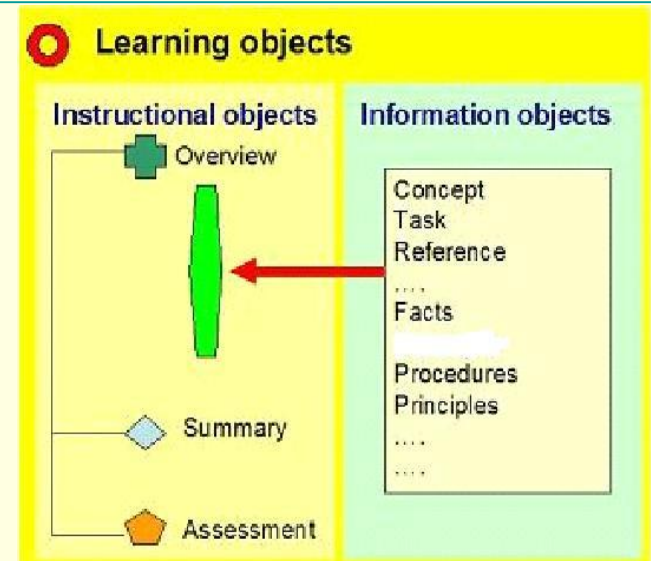 Learning objects
Instructional objects
Overview
Summary
Assessment
Information objects
Concept
Task
Reference
....
Facts
Procedures
Principles
....
....